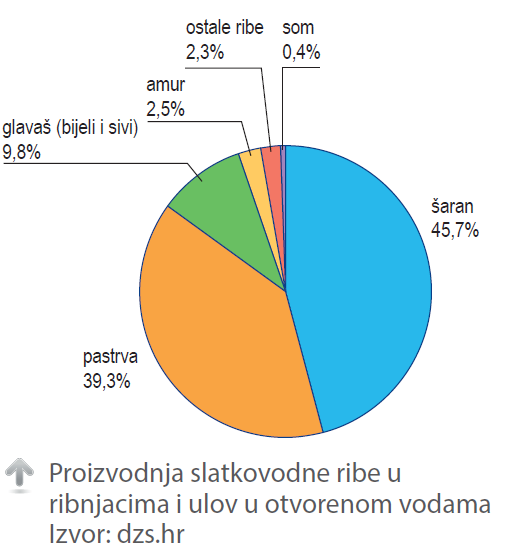 ostale ribe
2,3%
som
0,4%
amur
2,5%
glavaš (bijeli i sivi)
9,8%
šaran
45,7%
pastrva
39,3%
Proizvodnja slatkovodne ribe u
ribnjacima i ulov u otvorenom vodama
Izvor: dzs.hr